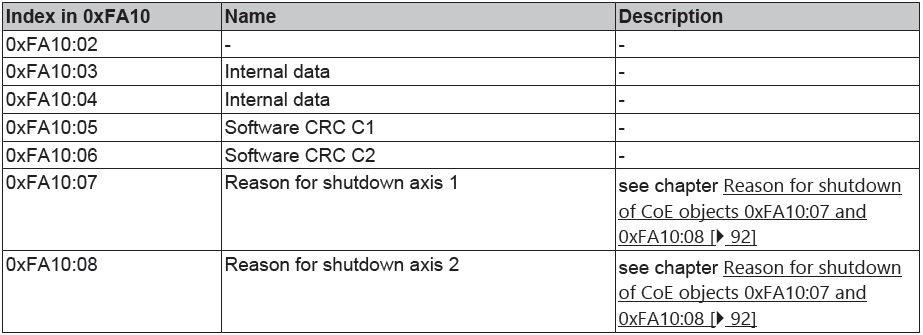 Index in 0xFA10 Name Description
0xFA10:02 - -
0xFA10:03 Internal data -
0xFA10:04 Internal data -
0xFA10:05 Software CRC C1 -
0xFA10:06 Software CRC C2 -
0xFA10:07 Reason for shutdown axis 1 see chapter Reason for shutdown
of CoE objects 0xFA10:07 and
0xFA10:08 [▶ 92]
0xFA10:08 Reason for shutdown axis 2 see chapter Reason for shutdown
of CoE objects 0xFA10:07 and
0xFA10:08 [▶ 92]